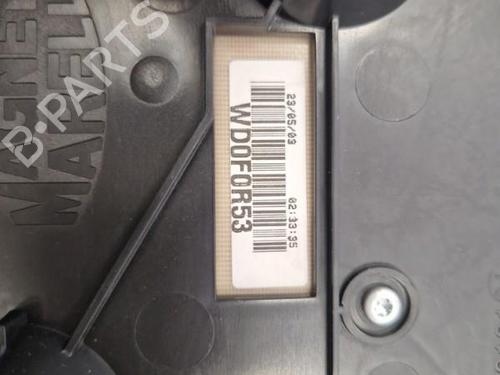 MAGNETI
MARELLI
B-PARTS
23/05/03
02:33:35
WD0F0R53